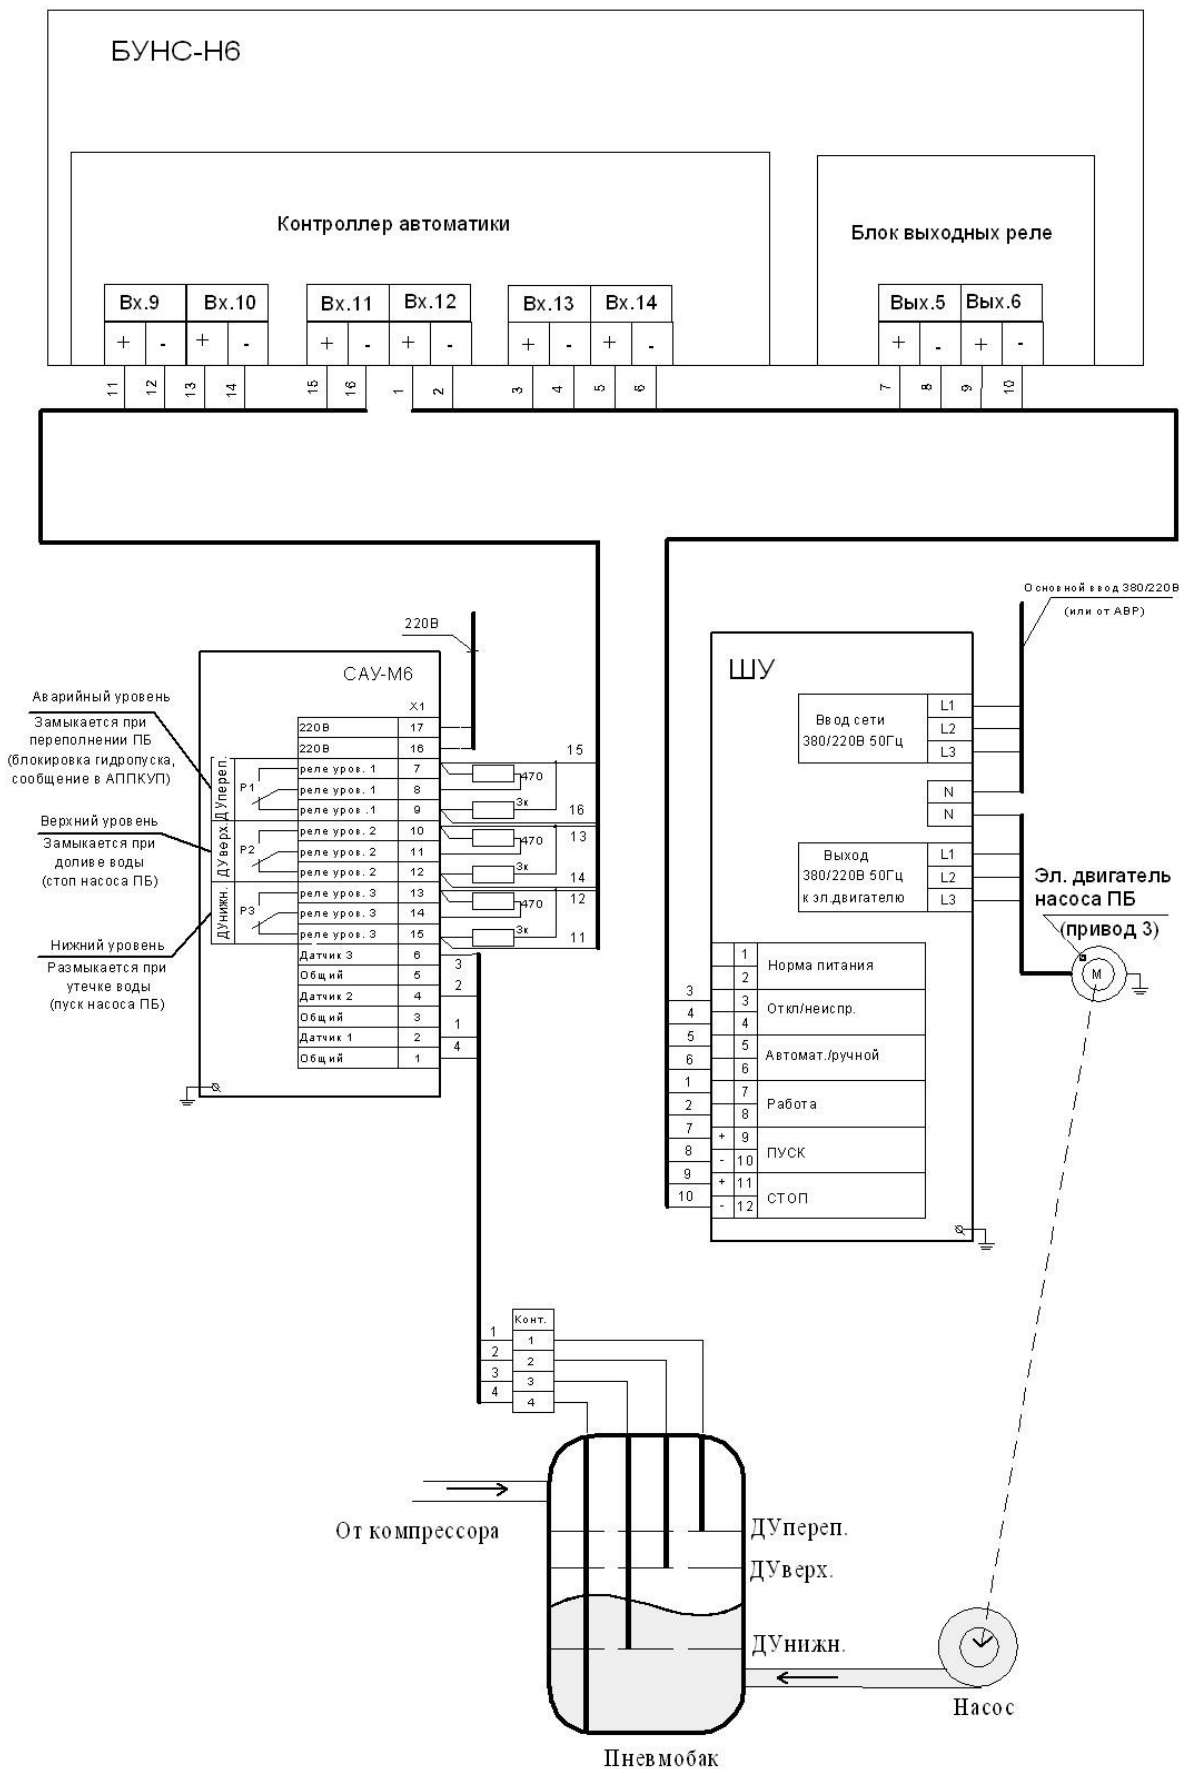 БУНС-Н6
Контроллер автоматики
Блок выходных реле
Вх.9 Вх.10 Вх.11 Вх.12 Вх.13 Вх.14 Вых.5 Вых.6
+ - + - + - + - + - + - + - + -
11 12 13 14 15 16 1 2 3 4 5 6 7 8 9 10
Основной ввод 380/220В
(или от АВР)
220В
САУ-М6
X1
220В 17
220В 16
реле уров. 1 7
реле уров. 1 8
реле уров .1 9
реле уров. 2 10
реле уров. 2 11
реле уров. 2 12
реле уров. 3 13
реле уров. 3 14
реле уров. 3 15
Датчик 3 6
Общий 5
Датчик 2 4
Общий 3
Датчик 1 2
Общий 1
ДУпереп.
ДУверх.
ДУнижн.
Р1
Р2
Р3
Аварийный уровень
Замыкается при
переполнении ПБ
(блокировка гидропуска,
сообщение в АППКУП)
Верхний уровень
Замыкается при
доливе воды
(стоп насоса ПБ)
Нижний уровень
Размыкается при
утечке воды
(пуск насоса ПБ)
15
470
3к
16
13
470
3к
14
12
470
3к
11
3
2
1
4
ШУ
Ввод сети
380/220В 50Гц
L1
L2
L3
N
N
Выход
380/220В 50Гц
к эл.двигателю
L1
L2
L3
Эл. двигатель
насоса ПБ
(привод 3)
М
1
2 Норма питания
3 3
4 4 Откл/неиспр.
5 5
6 6 Автомат./ручной
1 7
2 8 Работа
7 + 9
8 - 10 ПУСК
9 + 11
10 - 12 СТОП
Конт.
1 1
2 2
3 3
4 4
От компрессора
ДУпереп.
ДУверх.
ДУнижн.
Насос
Пневмобак